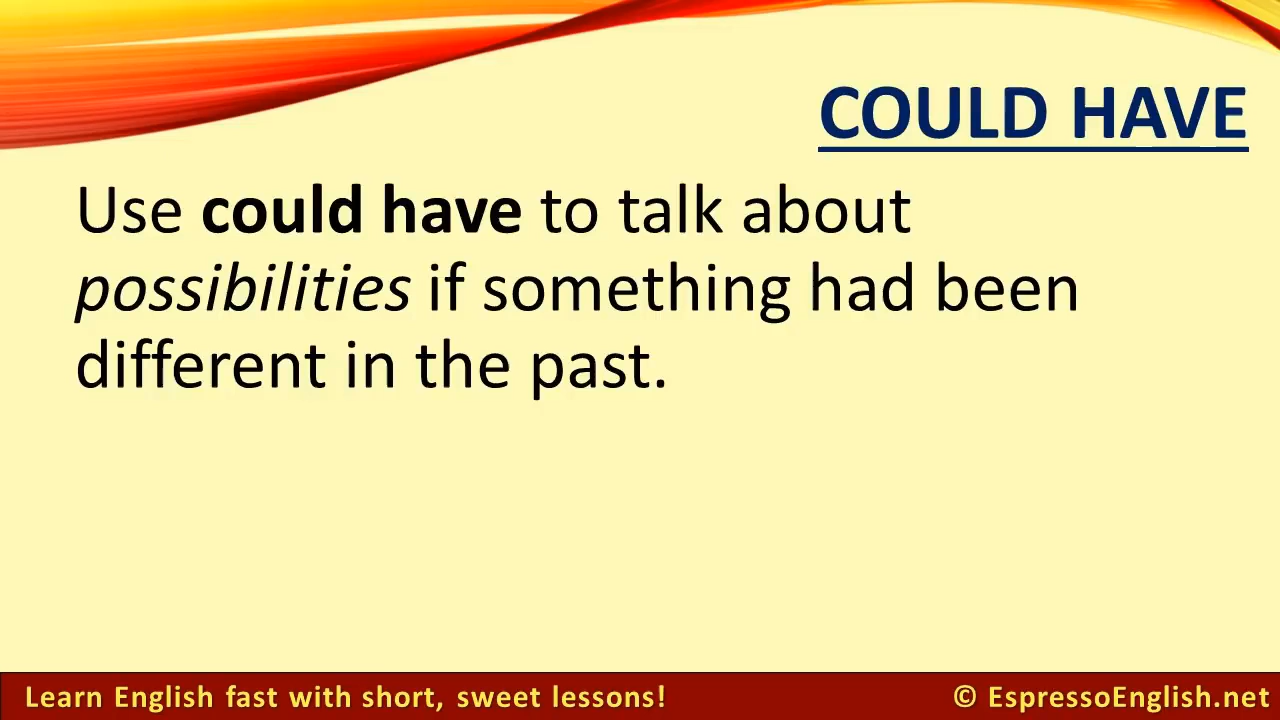 COULD HAVE
Use could have to talk about
possibilities if something had been
different in the past.
Learn English fast with short, sweet lessons!
© EspressoEnglish.net